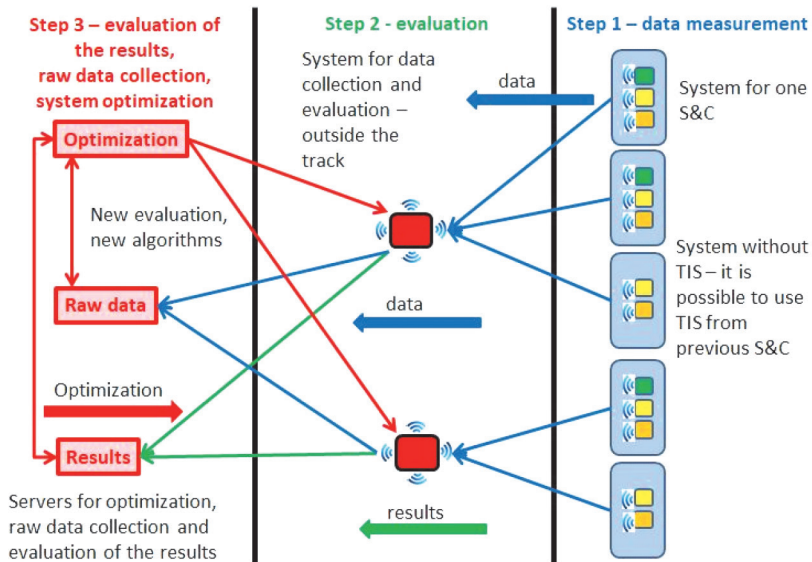 Step 3 – evaluation of
the results,
raw data collection,
system optimization
Optimization
New evaluation,
new algorithms
Raw data
Optimization
Results
Servers for optimization,
raw data collection and
evaluation of the results
Step 2 - evaluation
System for data
collection and
evaluation –
outside the
track
data
data
results
Step 1 – data measurement
System for one
S&C
System without
TIS – it is
possible to use
TIS from
previous S&C